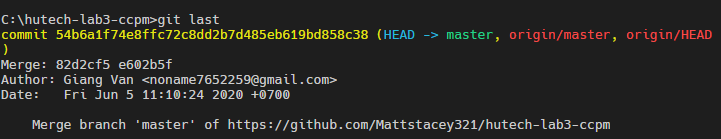 C:\hutech-lab3-ccpm>git last
commit 54b6a1f74e8ffc72c8dd2b7d485eb619bd858c38 (HEAD -> master, origin/master, origin/HEAD
)
Merge: 82d2cf5 e602b5f
Author: Giang Van <noname7652259@gmail.com>
Date:   Fri Jun 5 11:10:24 2020 +0700
    Merge branch 'master' of https://github.com/Mattstacey321/hutech-lab3-ccpm